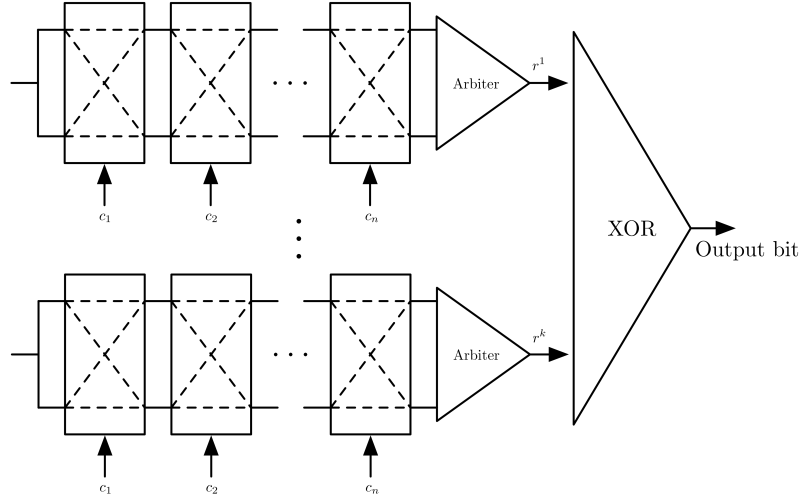 Arbiter
r^1
c_1 c_2 ... c_n
XOR
Output bit
Arbiter
r^k
c_1 c_2 ... c_n